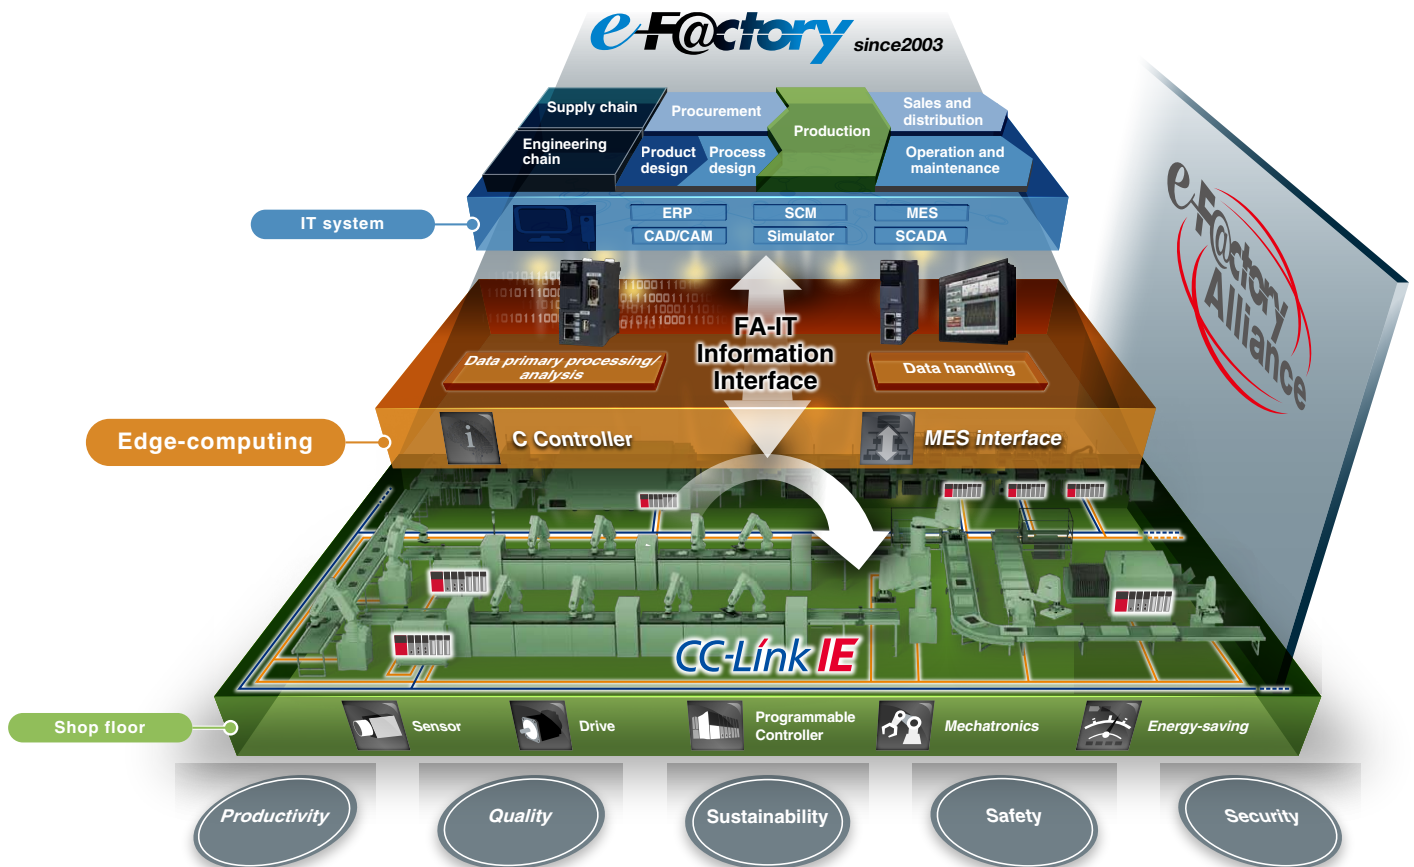 e-F@ctory since2003
Supply chain
Procurement
Production
Sales and
distribution
Engineering
chain
Product
design
Process
design
Operation and
maintenance
IT system
ERP
SCM
MES
CAD/CAM
Simulator
SCADA
e-F@ctory
Alliance
FA-IT
Information
Interface
Data primary processing/
analysis
Data handling
Edge-computing
C Controller
MES interface
CC-Link IE
Shop floor
Sensor
Drive
Programmable
Controller
Mechatronics
Energy-saving
Productivity
Quality
Sustainability
Safety
Security